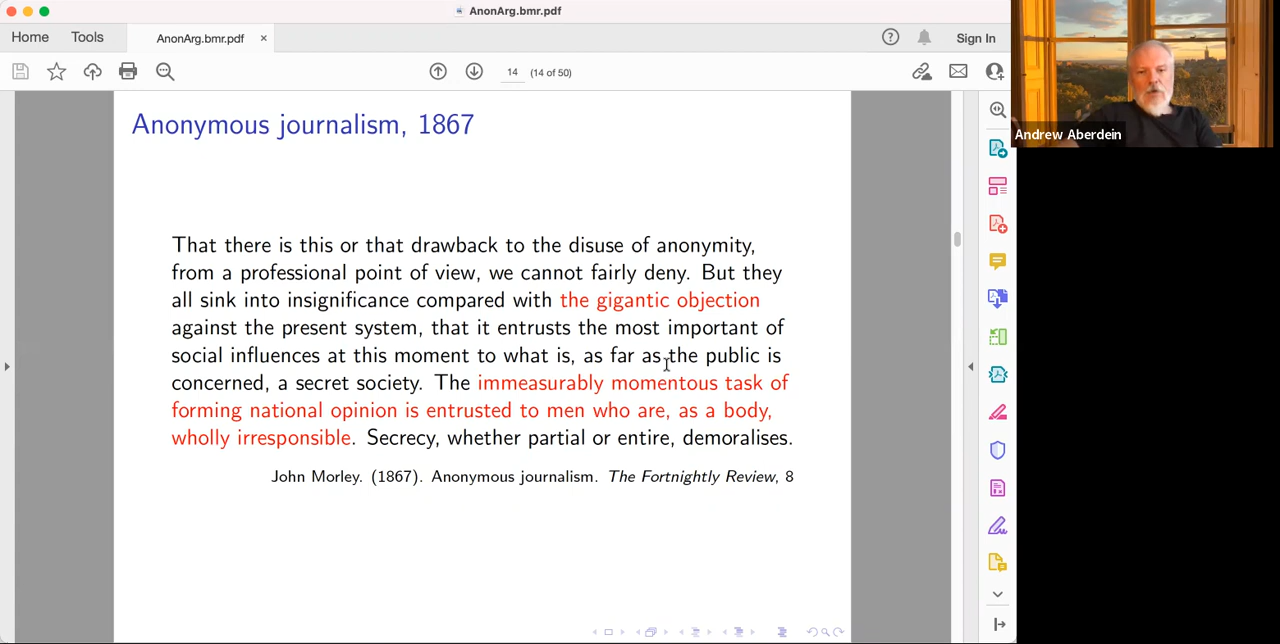 AnonArg.bmr.pdf
Home Tools AnonArg.bmr.pdf × Sign In
14 (14 of 50)
Andrew Aberdein
Anonymous journalism, 1867
That there is this or that drawback to the disuse of anonymity,
from a professional point of view, we cannot fairly deny. But they
all sink into insignificance compared with the gigantic objection
against the present system, that it entrusts the most important of
social influences at this moment to what is, as far as the public is
concerned, a secret society. The immeasurably momentous task of
forming national opinion is entrusted to men who are, as a body,
wholly irresponsible. Secrecy, whether partial or entire, demoralises.
John Morley. (1867). Anonymous journalism. The Fortnightly Review, 8